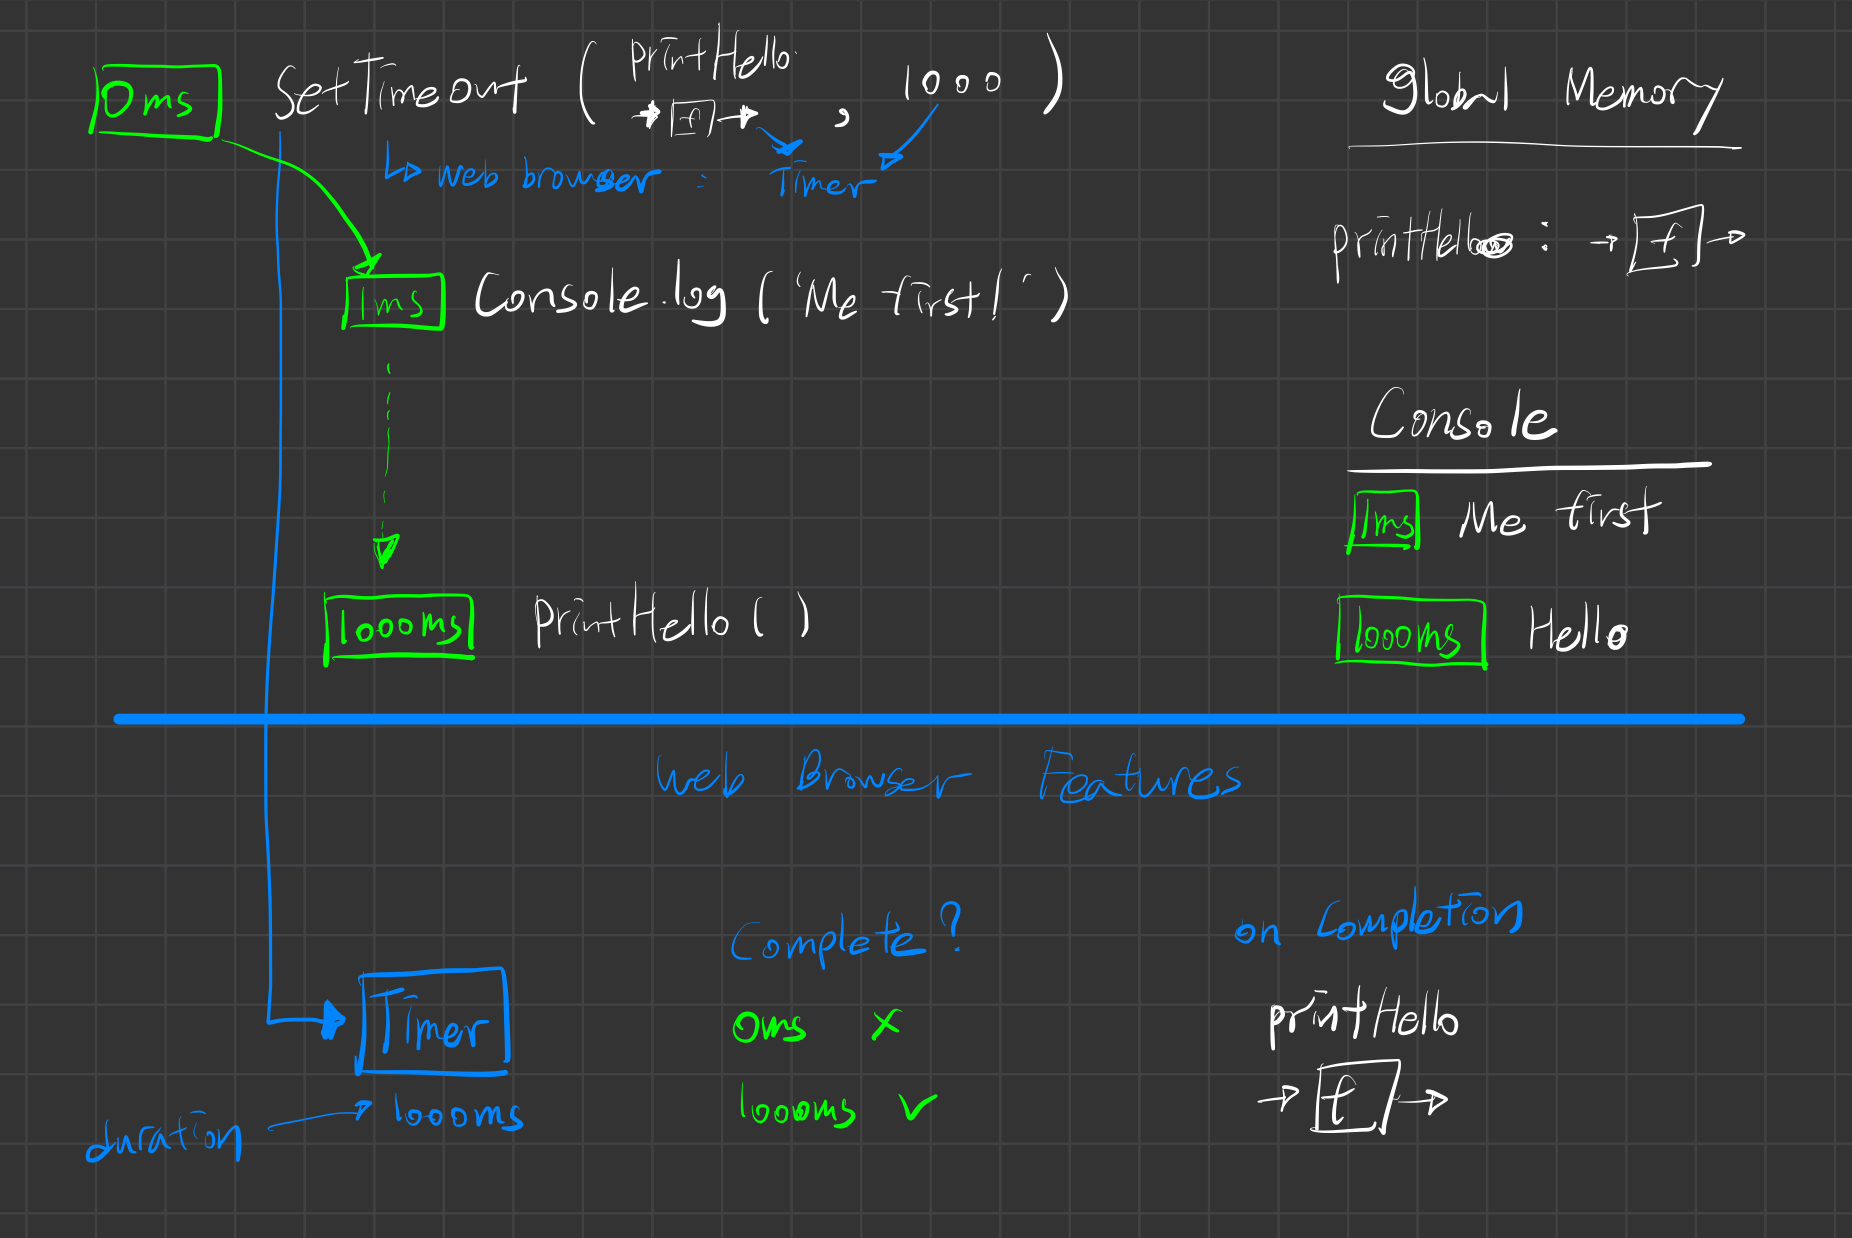 0ms SetTimeout ( printHello → f → , 1000 )
↳ web browser : Timer
1ms Console.log ( 'Me first! ' )
1000ms printHello ( )
Global Memory
printHello : → f →
Console
1ms Me first
1000ms Hello
Web Browser Features
Timer
duration → 1000ms
Complete?
0ms ×
1000ms ✓
on Completion
printHello
→ f →